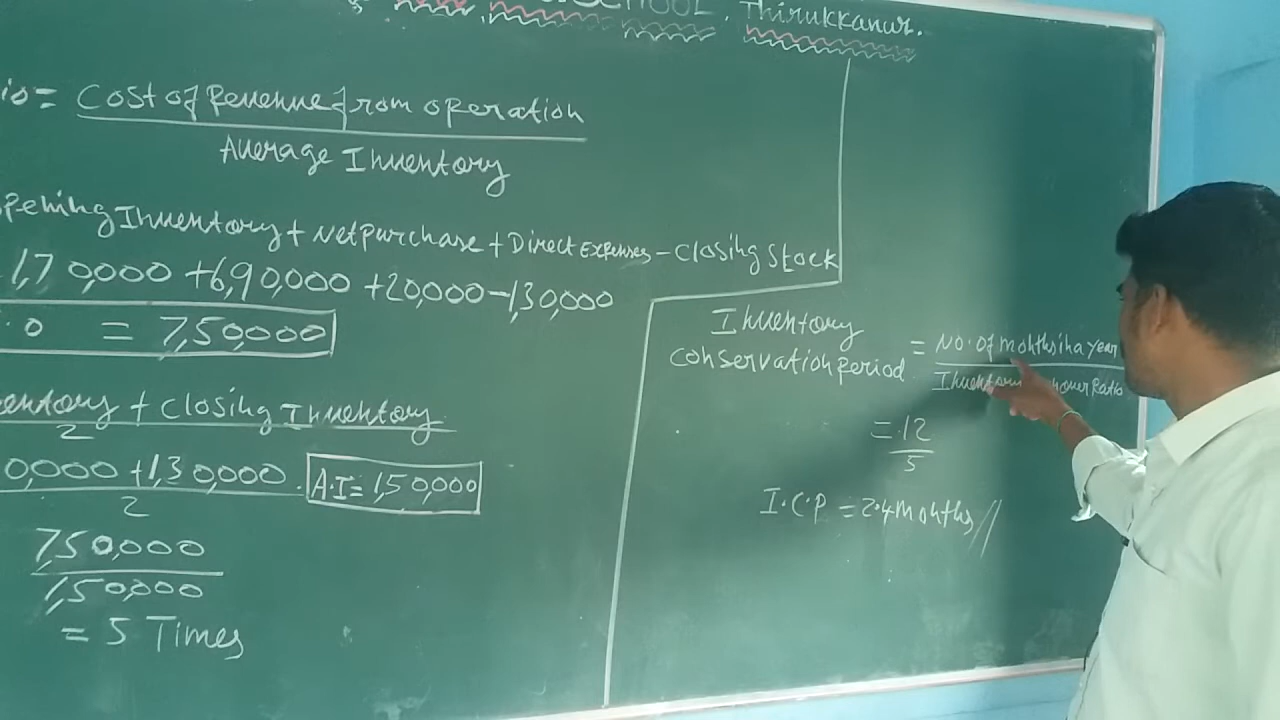 SCHOOL, Thirukkanur.
io = Cost of Revenue from operation
Average Inventory
pening Inventory + Net Purchase + Direct Expenses - Closing Stock
1,70,000 + 6,90,000 + 20,000 - 1,30,000
.0 = 7,50,000
entory + Closing Inventory
2
0,000 + 1,30,000
2
A.I = 1,50,000
7,50,000
1,50,000
= 5 Times
Inventory
Conservation Period = No. of months in a year
Ratio
= 12
5
I.C.P = 2.4 months //